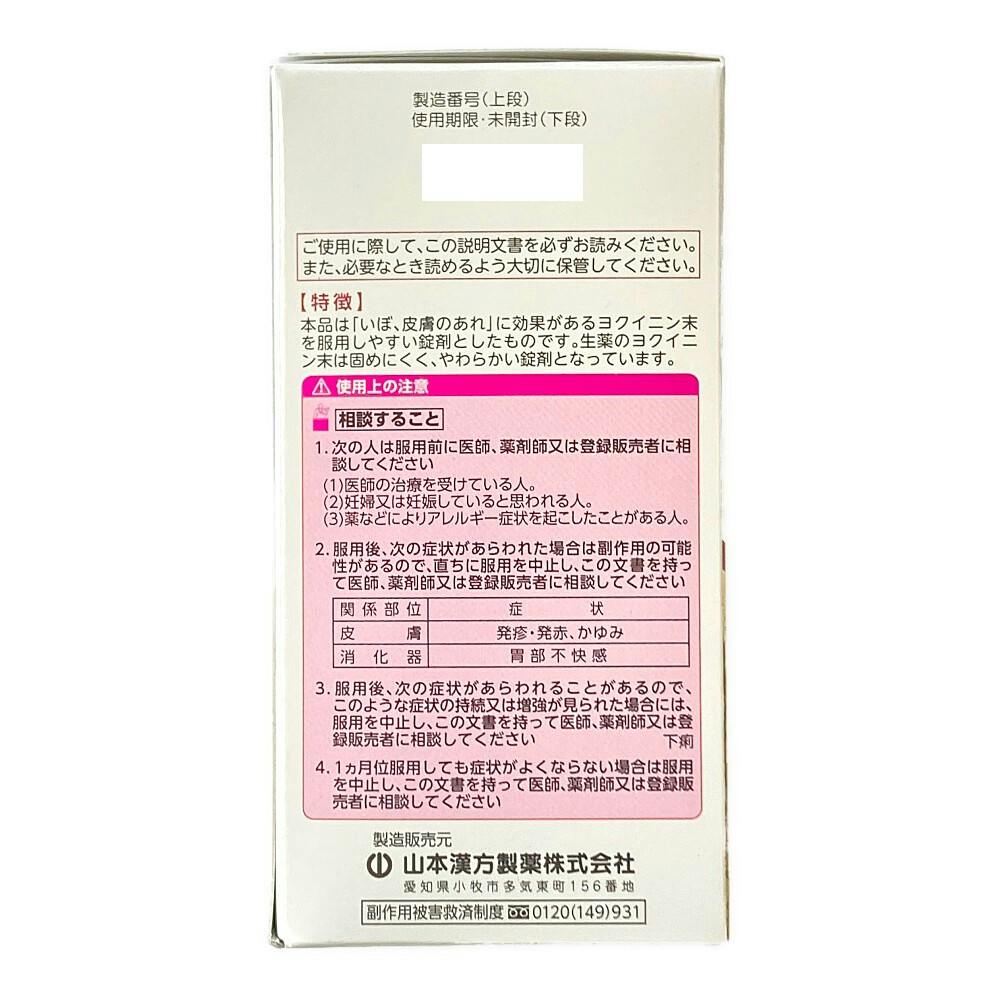 製造番号(上段)
使用期限・未開封(下段)
ご使用に際して、この説明文書を必ずお読みください。
また、必要なとき読めるよう大切に保管してください。
【特徴】
本品は「いぼ、皮膚のあれ」に効果があるヨクイニン末
を服用しやすい錠剤としたものです。生薬のヨクイニ
ン末は固めにくく、やわらかい錠剤となっています。
使用上の注意
相談すること
1.次の人は服用前に医師、薬剤師又は登録販売者に相
談してください
(1)医師の治療を受けている人。
(2)妊婦又は妊娠していると思われる人。
(3)薬などによりアレルギー症状を起こしたことがある人。
2.服用後、次の症状があらわれた場合は副作用の可能
性があるので、直ちに服用を中止し、この文書を持っ
て医師、薬剤師又は登録販売者に相談してください
関係部位 症状
皮膚 発疹・発赤、かゆみ
消化器 胃部不快感
3.服用後、次の症状があらわれることがあるので、
このような症状の持続又は増強が見られた場合には、
服用を中止し、この文書を持って医師、薬剤師又は登
録販売者に相談してください 下痢
4.1ヵ月位服用しても症状がよくならない場合は服用
を中止し、この文書を持って医師、薬剤師又は登録販
売者に相談してください
製造販売元
山本漢方製薬株式会社
愛知県小牧市多気東町156番地
副作用被害救済制度 0120(149)931